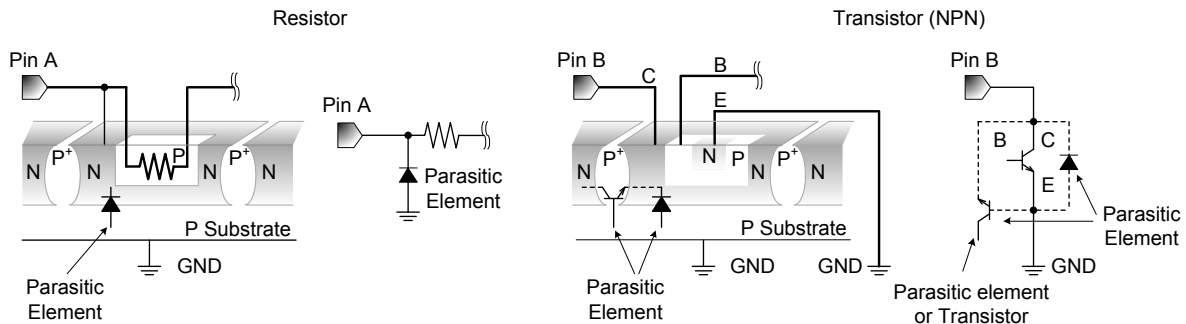 Resistor
Transistor (NPN)
Pin A
N
P+
N
P
N
P+
N
P Substrate
GND
Parasitic
Element
Pin A
Parasitic
Element
Pin B
C
B
E
N
P+
N
N
P
N
P+
N
P Substrate
GND
GND
Parasitic
Element
Pin B
B
C
E
GND
Parasitic
Element
Parasitic element
or Transistor